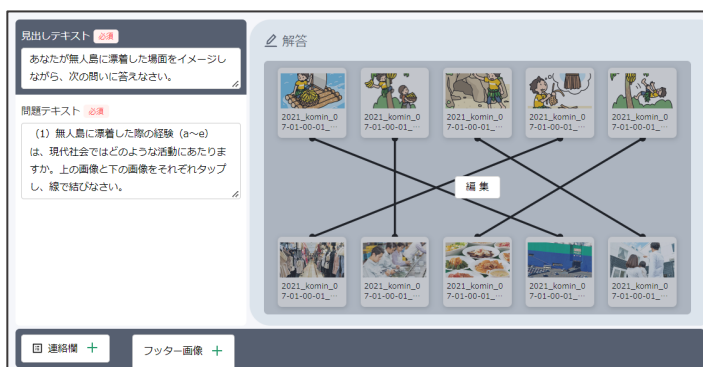 見出しテキスト 必須
あなたが無人島に漂着した場面をイメージし
ながら、次の問いに答えなさい。
問題テキスト 必須
（1）無人島に漂着した際の経験（a～e）
は、現代社会ではどのような活動にあたりま
すか。上の画像と下の画像をそれぞれタップ
し、線で結びなさい。
解答
2021_komin_0
7-01-00-01_…
2021_komin_0
7-01-00-01_…
2021_komin_0
7-01-00-01_…
2021_komin_0
7-01-00-01_…
2021_komin_0
7-01-00-01_…
編集
2021_komin_0
7-01-00-01_…
2021_komin_0
7-01-00-01_…
2021_komin_0
7-01-00-01_…
2021_komin_0
7-01-00-01_…
2021_komin_0
7-01-00-01_…
連絡欄 ＋
フッター画像 ＋